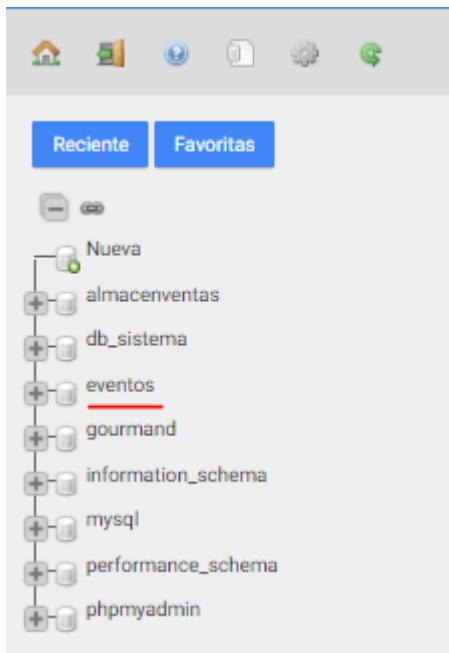 Reciente Favoritas
Nueva
almacenventas
db_sistema
eventos
gourmand
information_schema
mysql
performance_schema
phpmyadmin